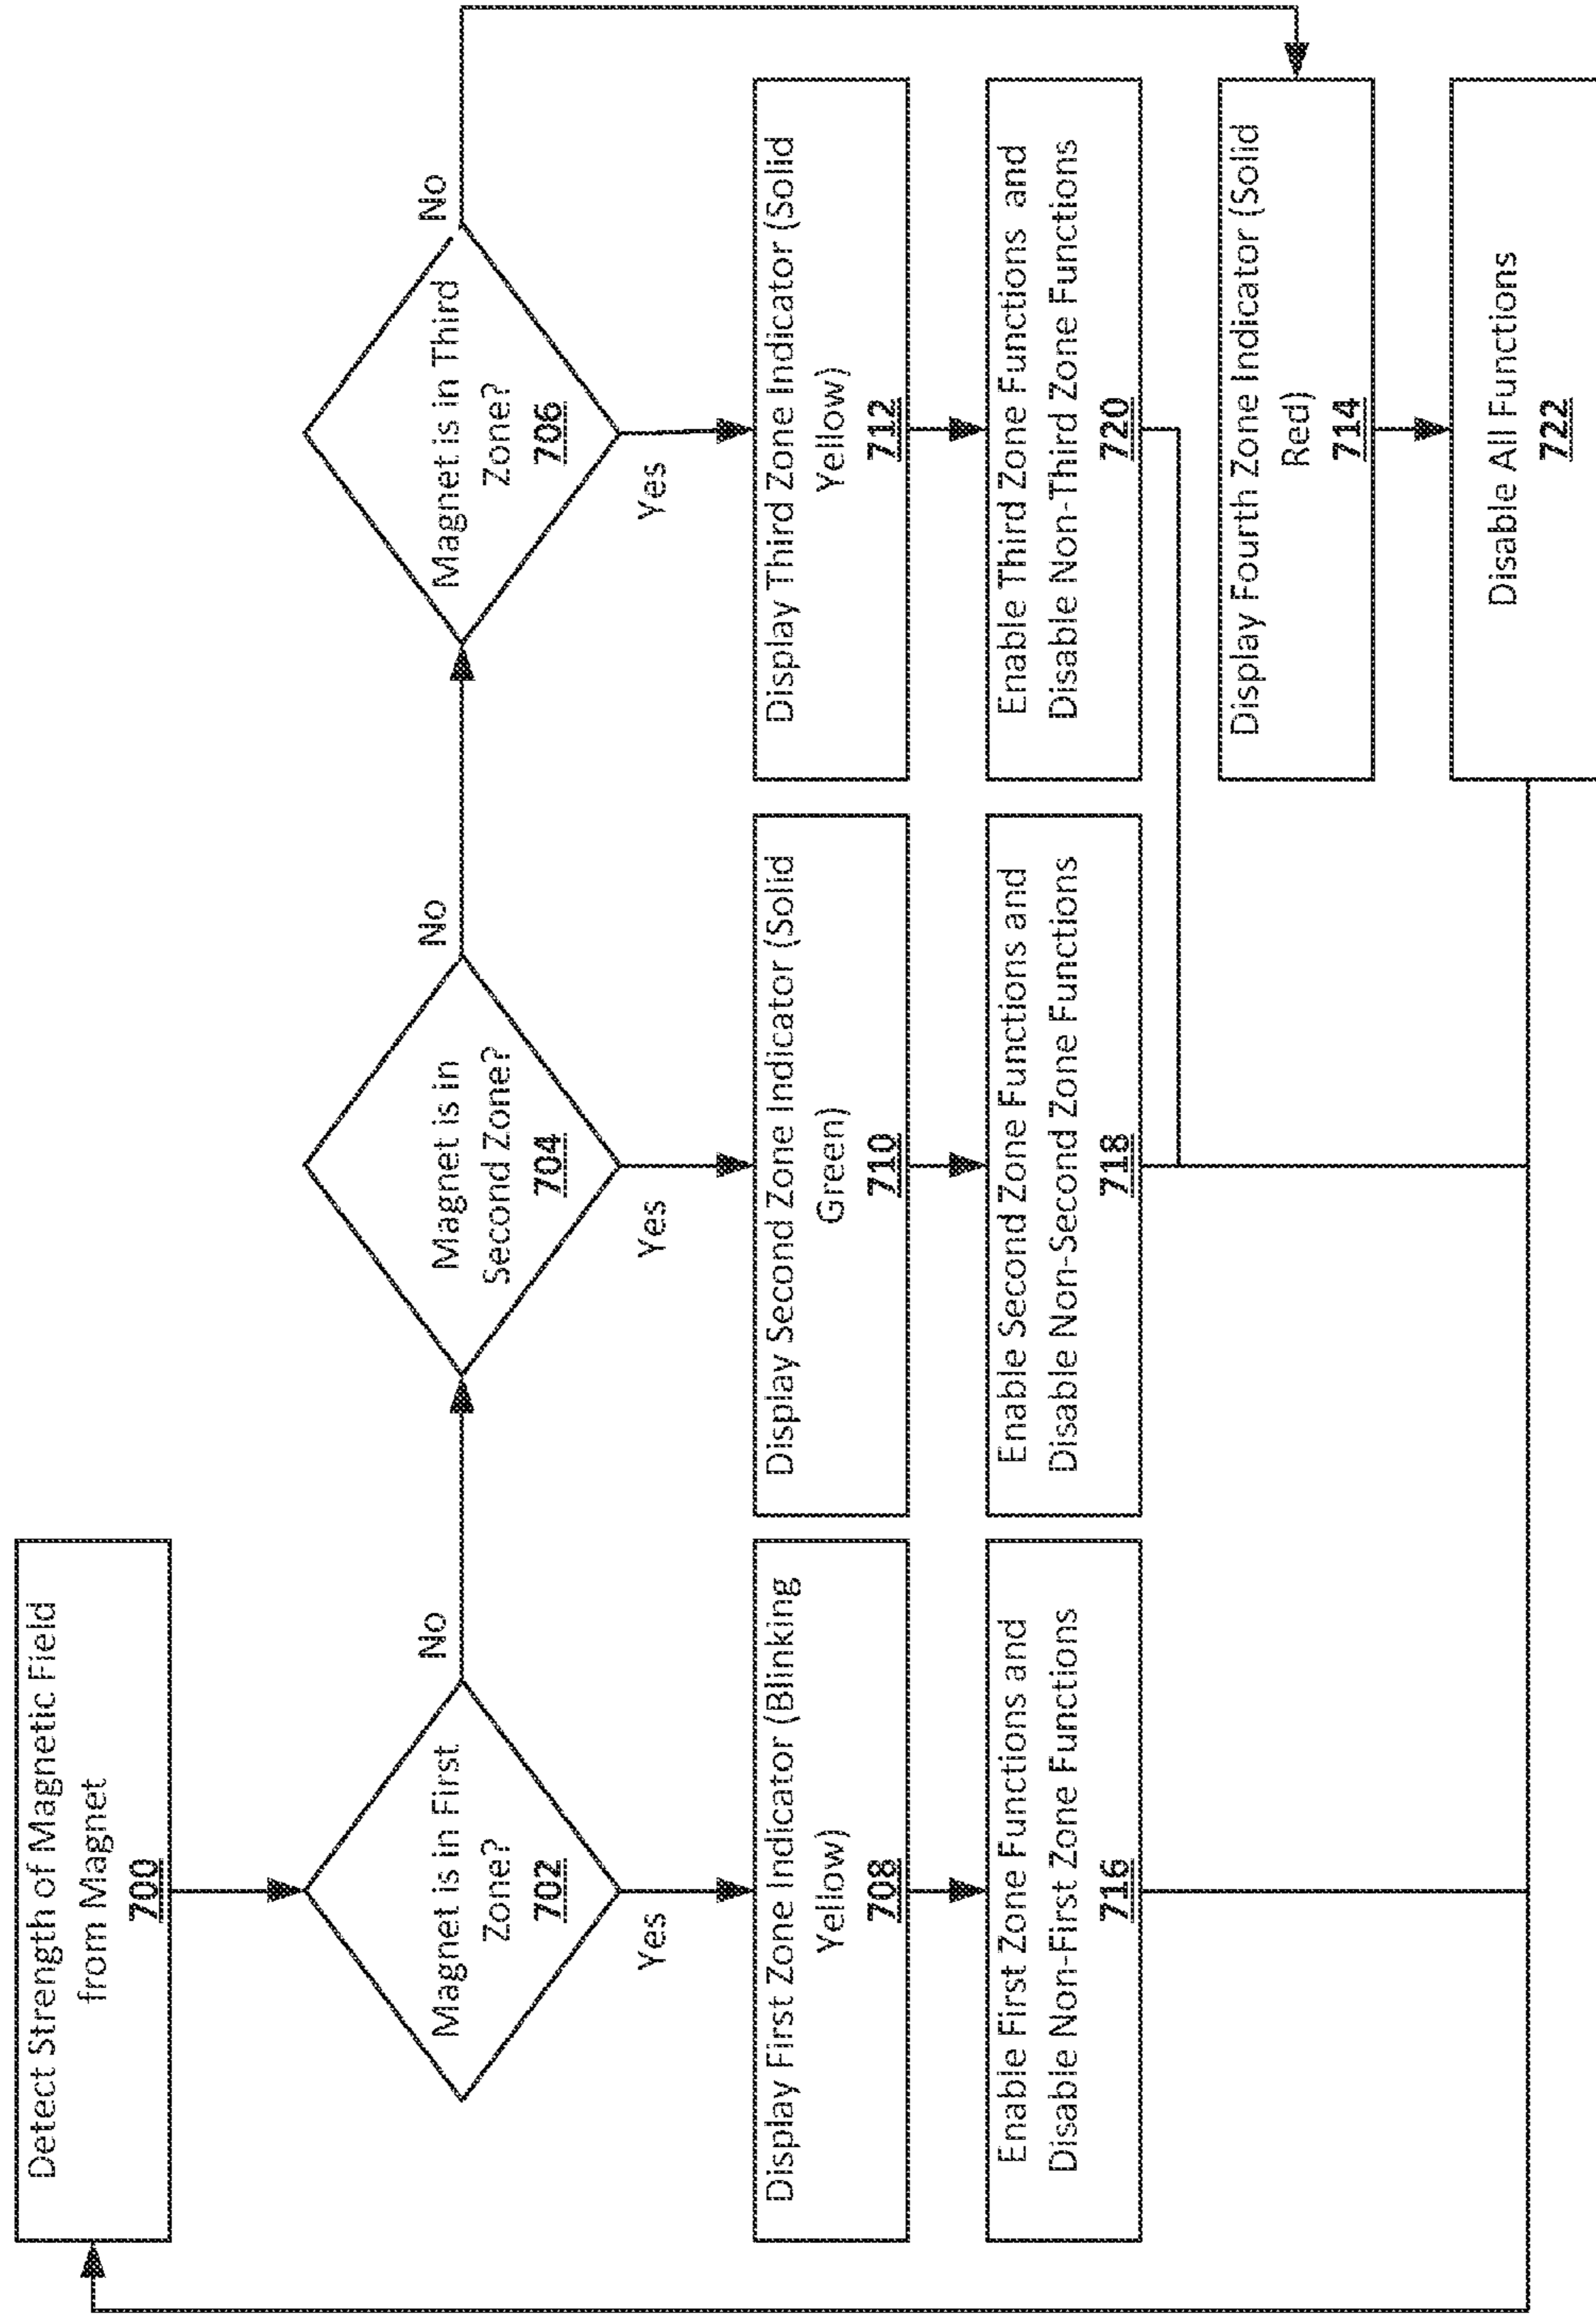 Detect Strength of Magnetic Field
from Magnet
700
Magnet is in First
Zone?
702
No
Yes
Magnet is in
Second Zone?
704
No
Yes
Magnet is in Third
Zone?
706
No
Yes
Display First Zone Indicator (Blinking
Yellow)
708
Display Second Zone Indicator (Solid
Green)
710
Display Third Zone Indicator (Solid
Yellow)
712
Enable First Zone Functions and
Disable Non-First Zone Functions
716
Enable Second Zone Functions and
Disable Non-Second Zone Functions
718
Enable Third Zone Functions and
Disable Non-Third Zone Functions
720
Display Fourth Zone Indicator (Solid
Red)
714
Disable All Functions
722